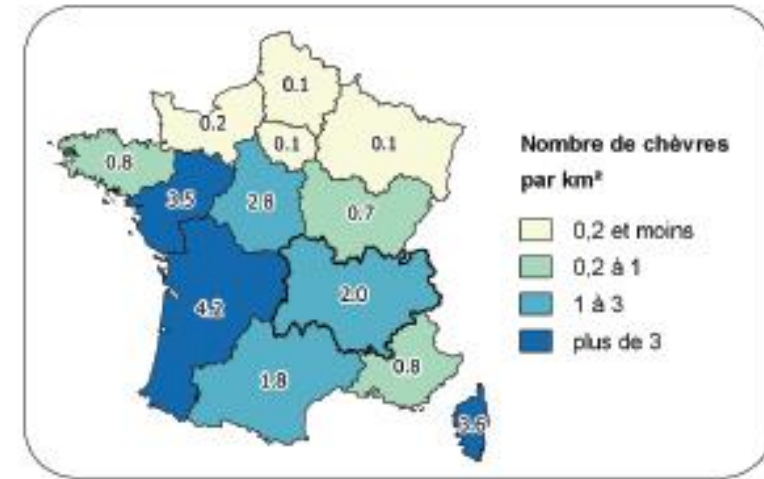 0.1
0.2
0.1
0.1
0.8
3.5
2.8
0.7
4.2
2.0
1.8
0.8
3.6
Nombre de chèvres
par km²
0,2 et moins
0,2 à 1
1 à 3
plus de 3